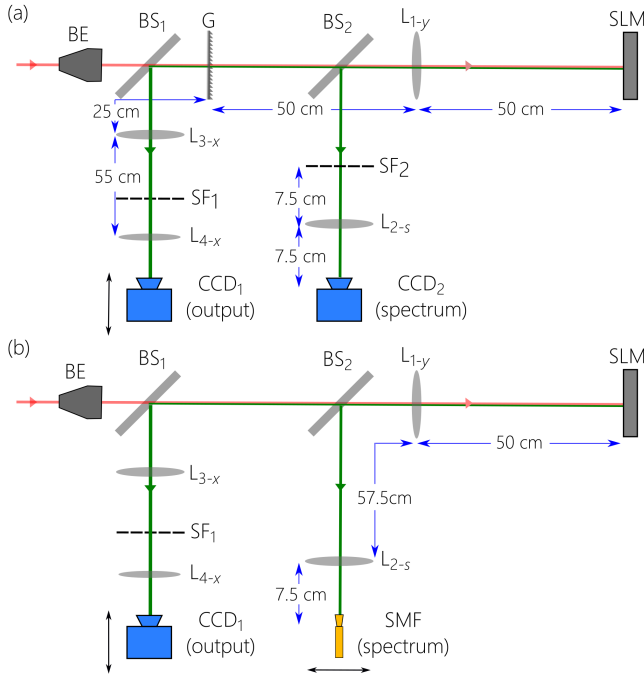 (a)
BE
BS1
G
BS2
L1-y
SLM
25 cm
50 cm
50 cm
L3-x
55 cm
SF1
SF2
7.5 cm
L4-x
L2-s
7.5 cm
CCD1
(output)
CCD2
(spectrum)
(b)
BE
BS1
BS2
L1-y
SLM
50 cm
L3-x
57.5cm
SF1
L4-x
L2-s
7.5 cm
CCD1
(output)
SMF
(spectrum)